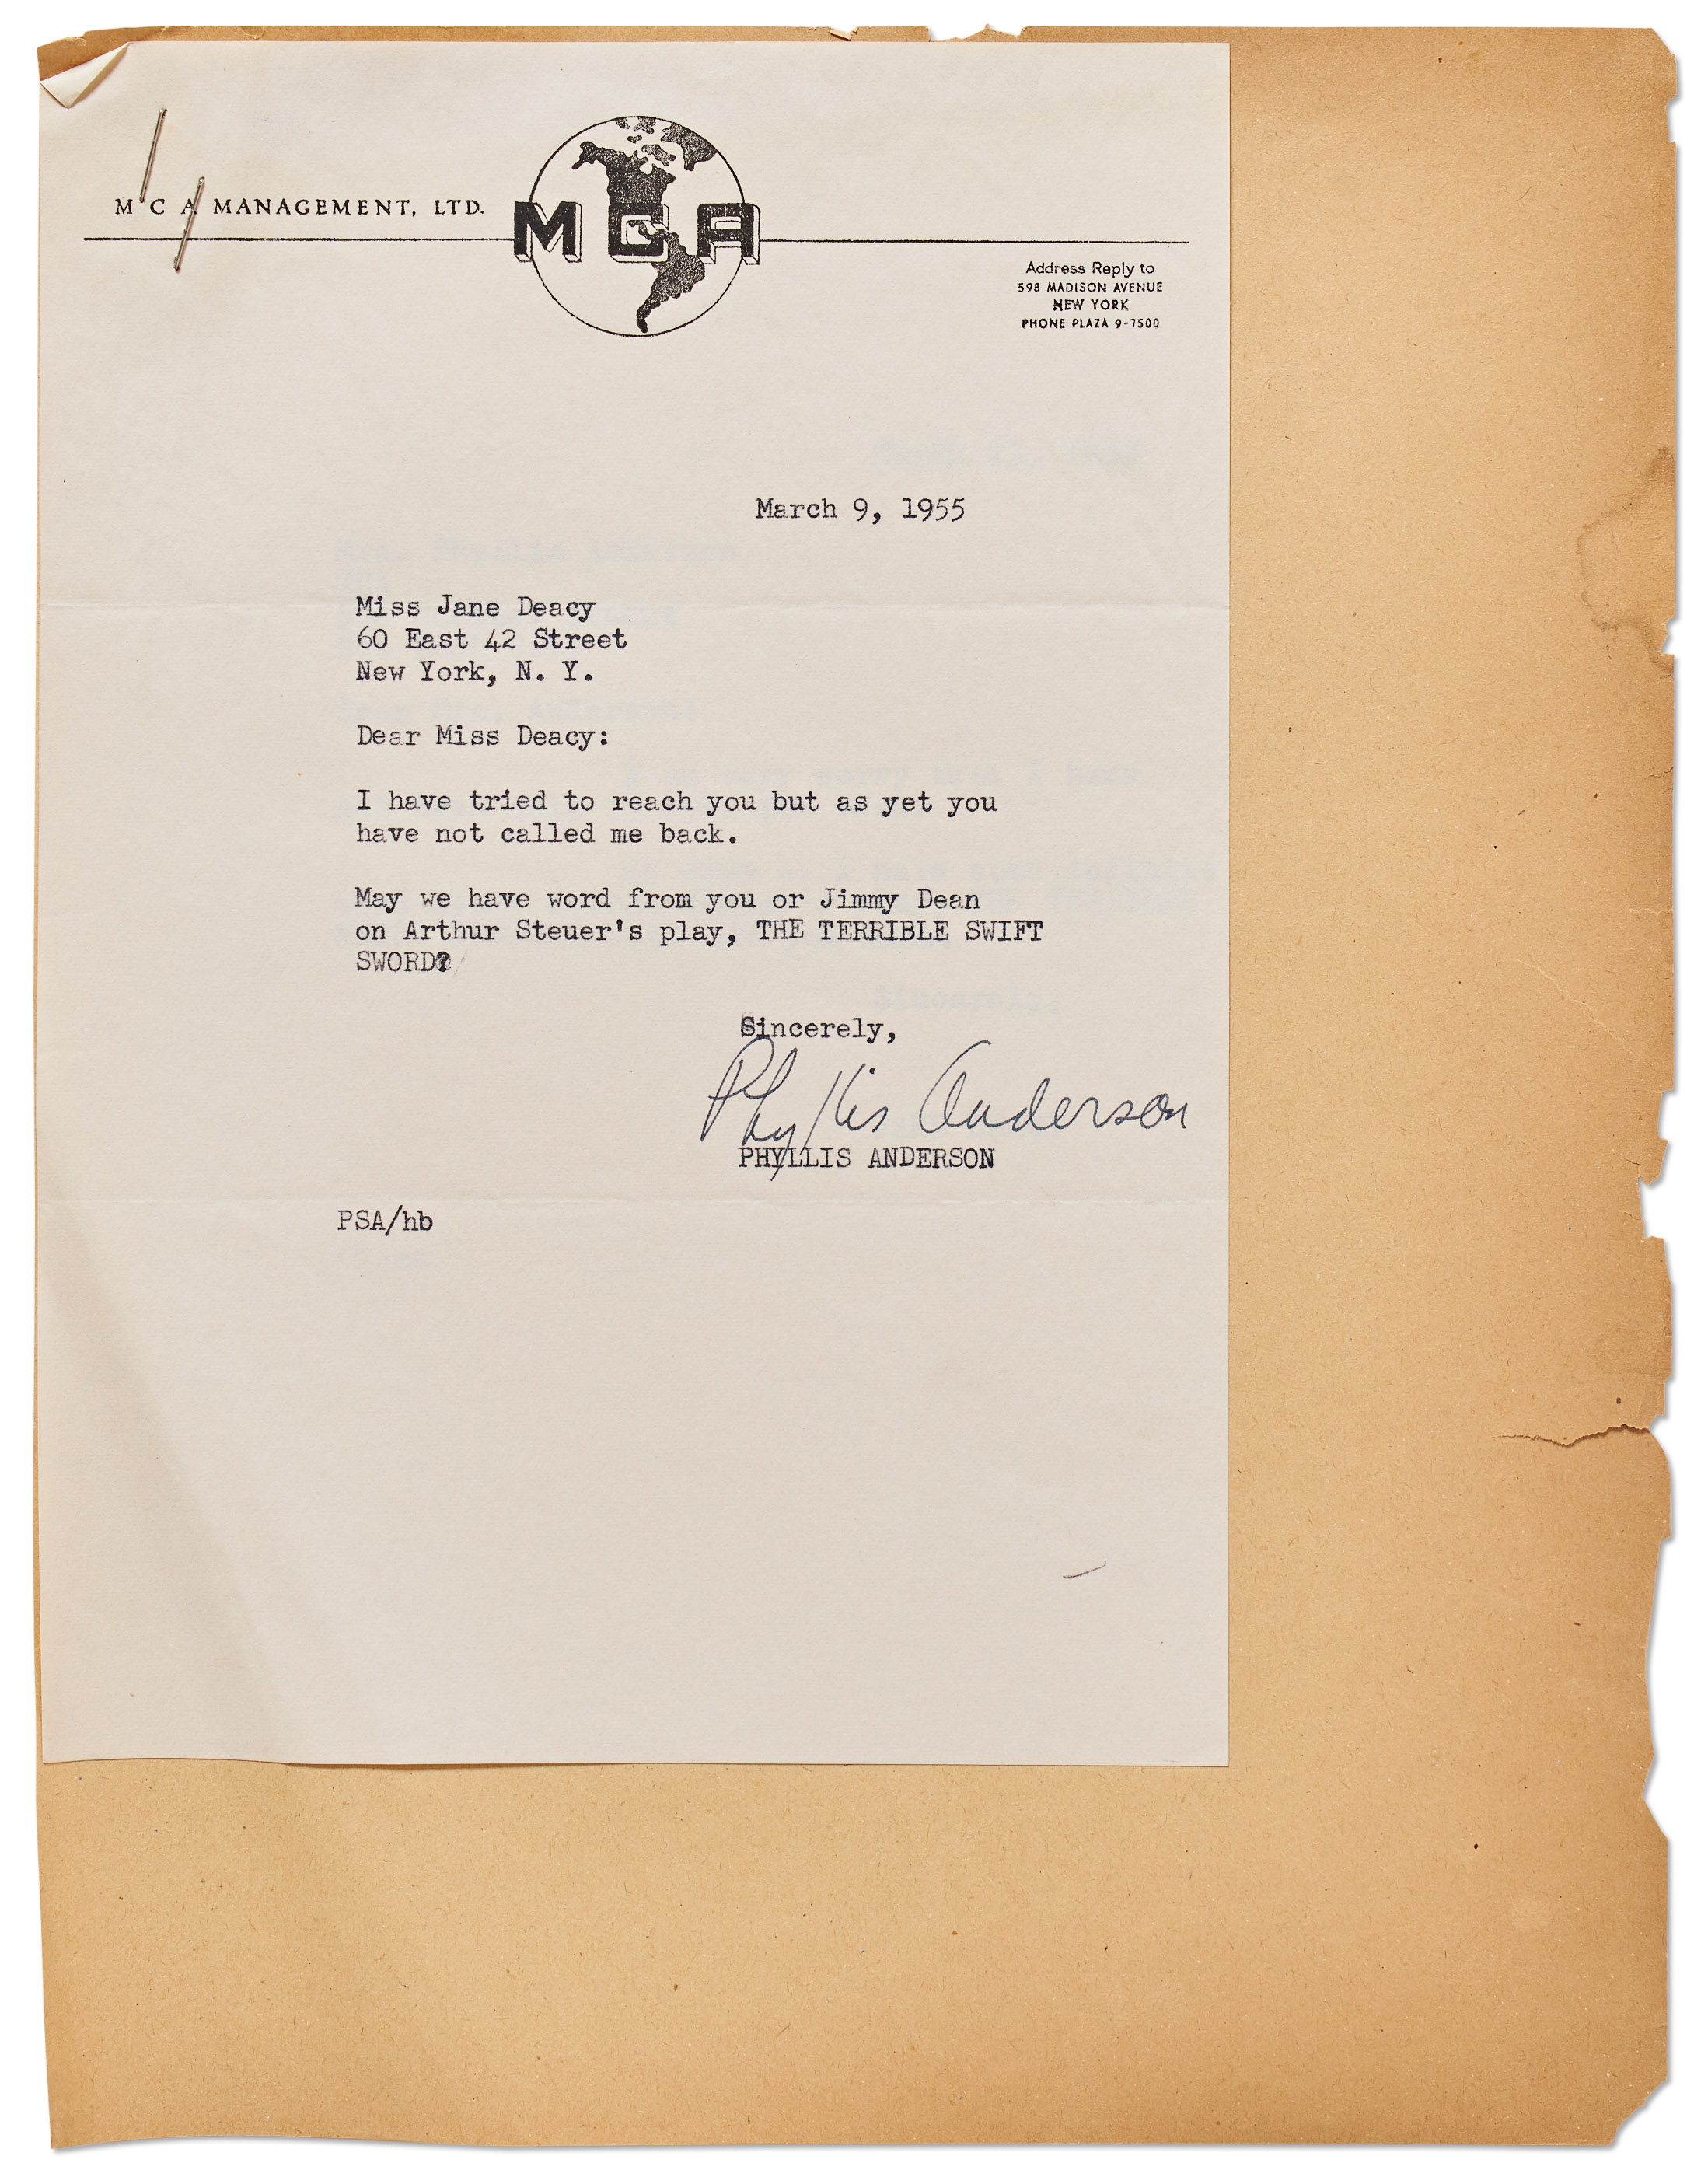 M C A MANAGEMENT, LTD.
MCA
Address Reply to
598 MADISON AVENUE
NEW YORK
PHONE PLAZA 9-7500
March 9, 1955
Miss Jane Deacy
60 East 42 Street
New York, N. Y.
Dear Miss Deacy:
I have tried to reach you but as yet you
have not called me back.
May we have word from you or Jimmy Dean
on Arthur Steuer's play, THE TERRIBLE SWIFT
SWORD?
Sincerely,
Phyllis Anderson
PHYLLIS ANDERSON
PSA/hb